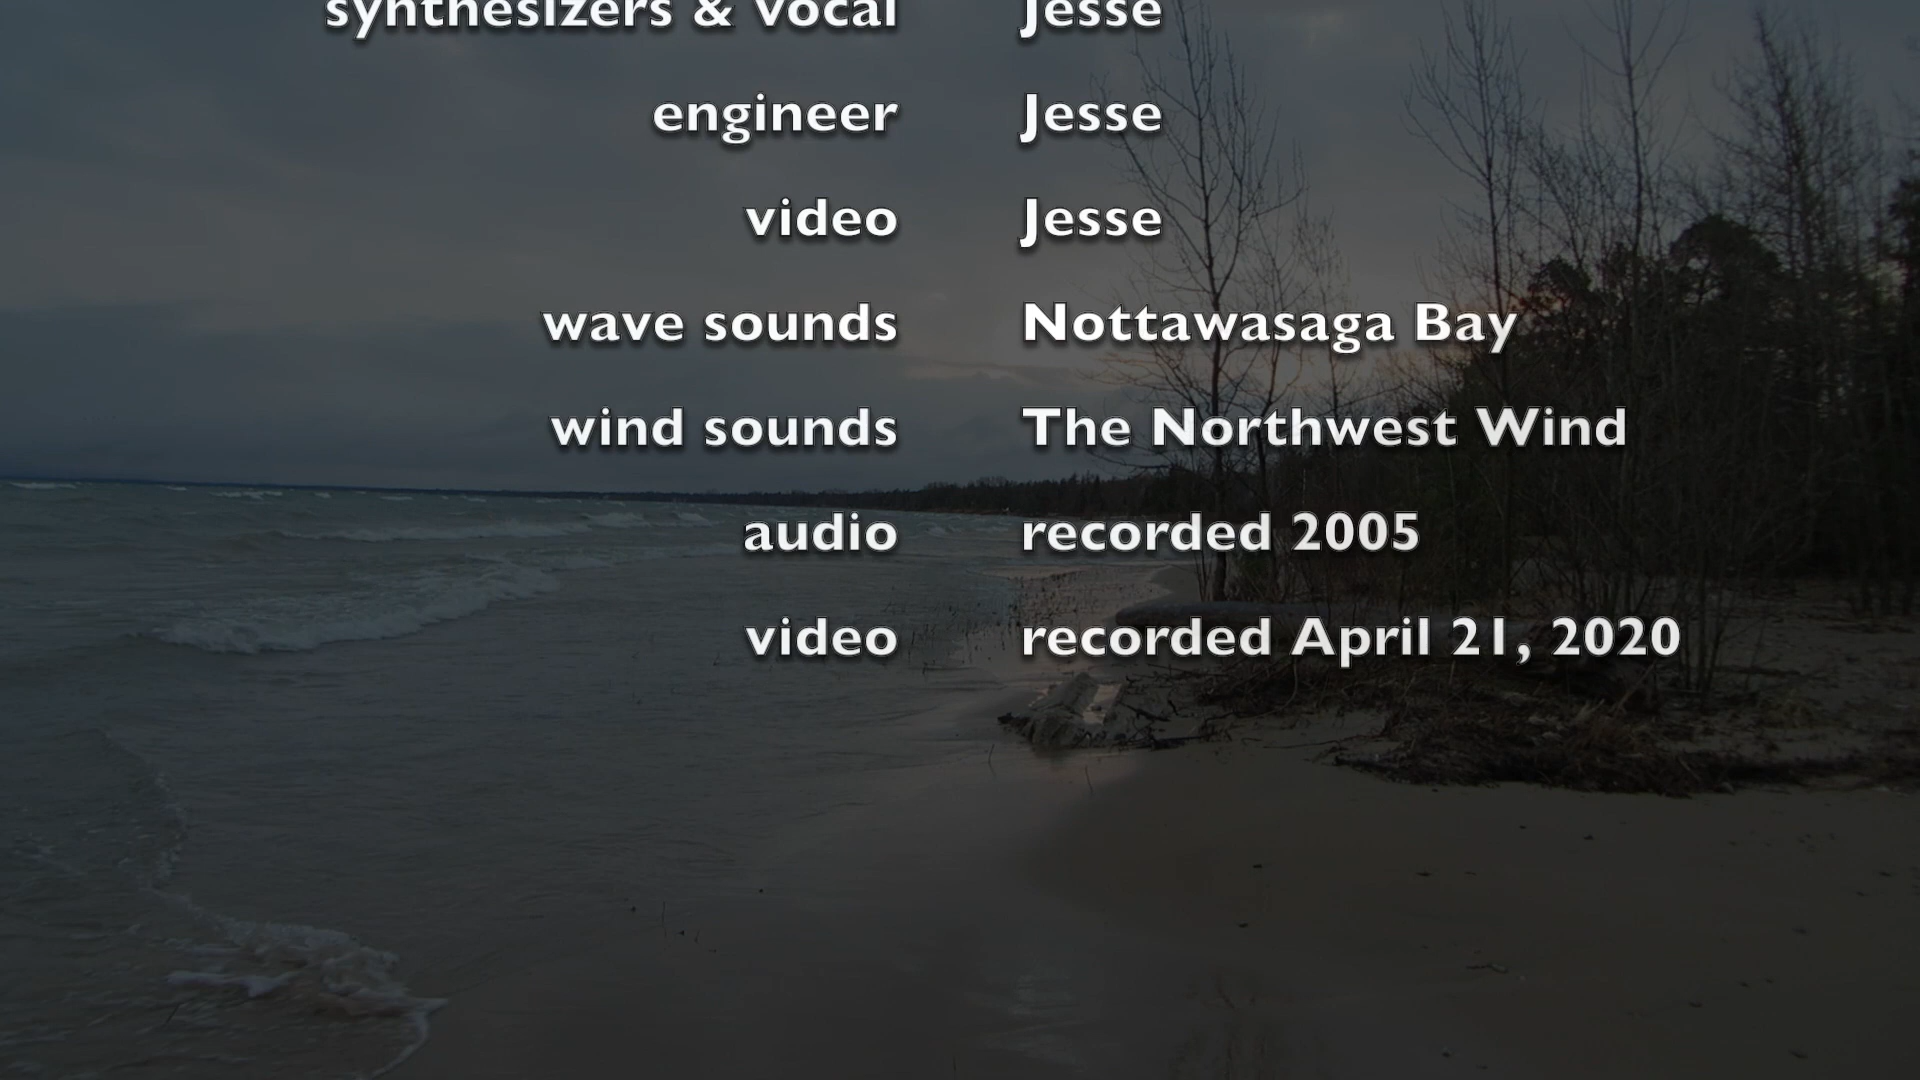 synthesizers & vocal Jesse
engineer Jesse
video Jesse
wave sounds Nottawasaga Bay
wind sounds The Northwest Wind
audio recorded 2005
video recorded April 21, 2020